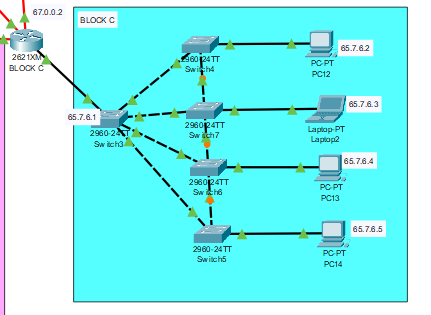 67.0.0.2
BLOCK C
2621XM
BLOCK C
65.7.6.1
2960-24TT
Switch3
2960-24TT
Switch4
65.7.6.2
PC-PT
PC12
2960-24TT
Switch7
65.7.6.3
Laptop-PT
Laptop2
2960-24TT
Switch6
65.7.6.4
PC-PT
PC13
2960-24TT
Switch5
65.7.6.5
PC-PT
PC14